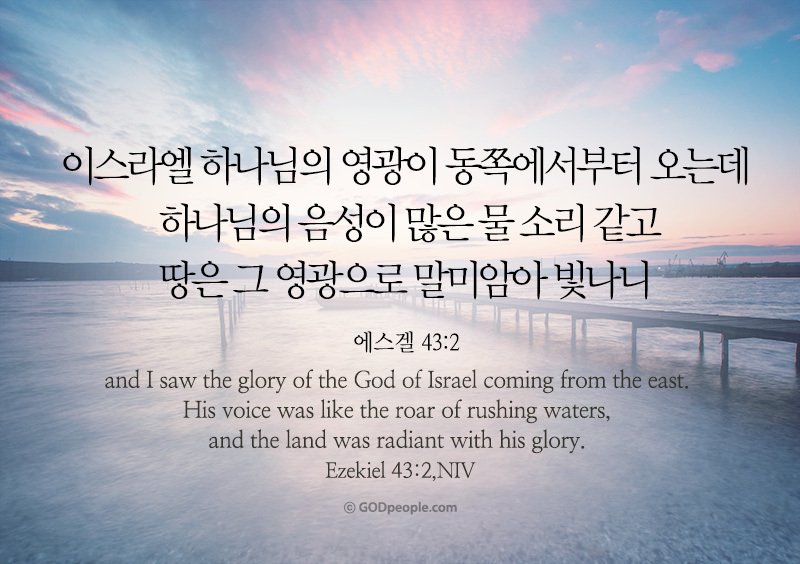 이스라엘 하나님의 영광이 동쪽에서부터 오는데
하나님의 음성이 많은 물 소리 같고
땅은 그 영광으로 말미암아 빛나니
에스겔 43:2
and I saw the glory of the God of Israel coming from the east.
His voice was like the roar of rushing waters,
and the land was radiant with his glory.
Ezekiel 43:2,NIV
© GODpeople.com